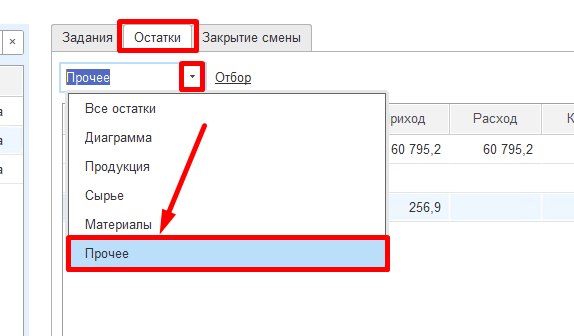 ×
Задания Остатки Закрытие смены
Прочее Отбор
риход Расход К
Все остатки
Диаграмма
60 795,2 60 795,2
Продукция
Сырье
256,9
Материалы
Прочее
а
а
а